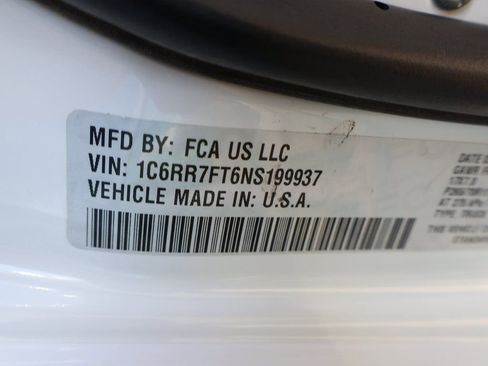 MFD BY: FCA US LLC
VIN: 1C6RR7FT6NS199937
VEHICLE MADE IN: U.S.A.